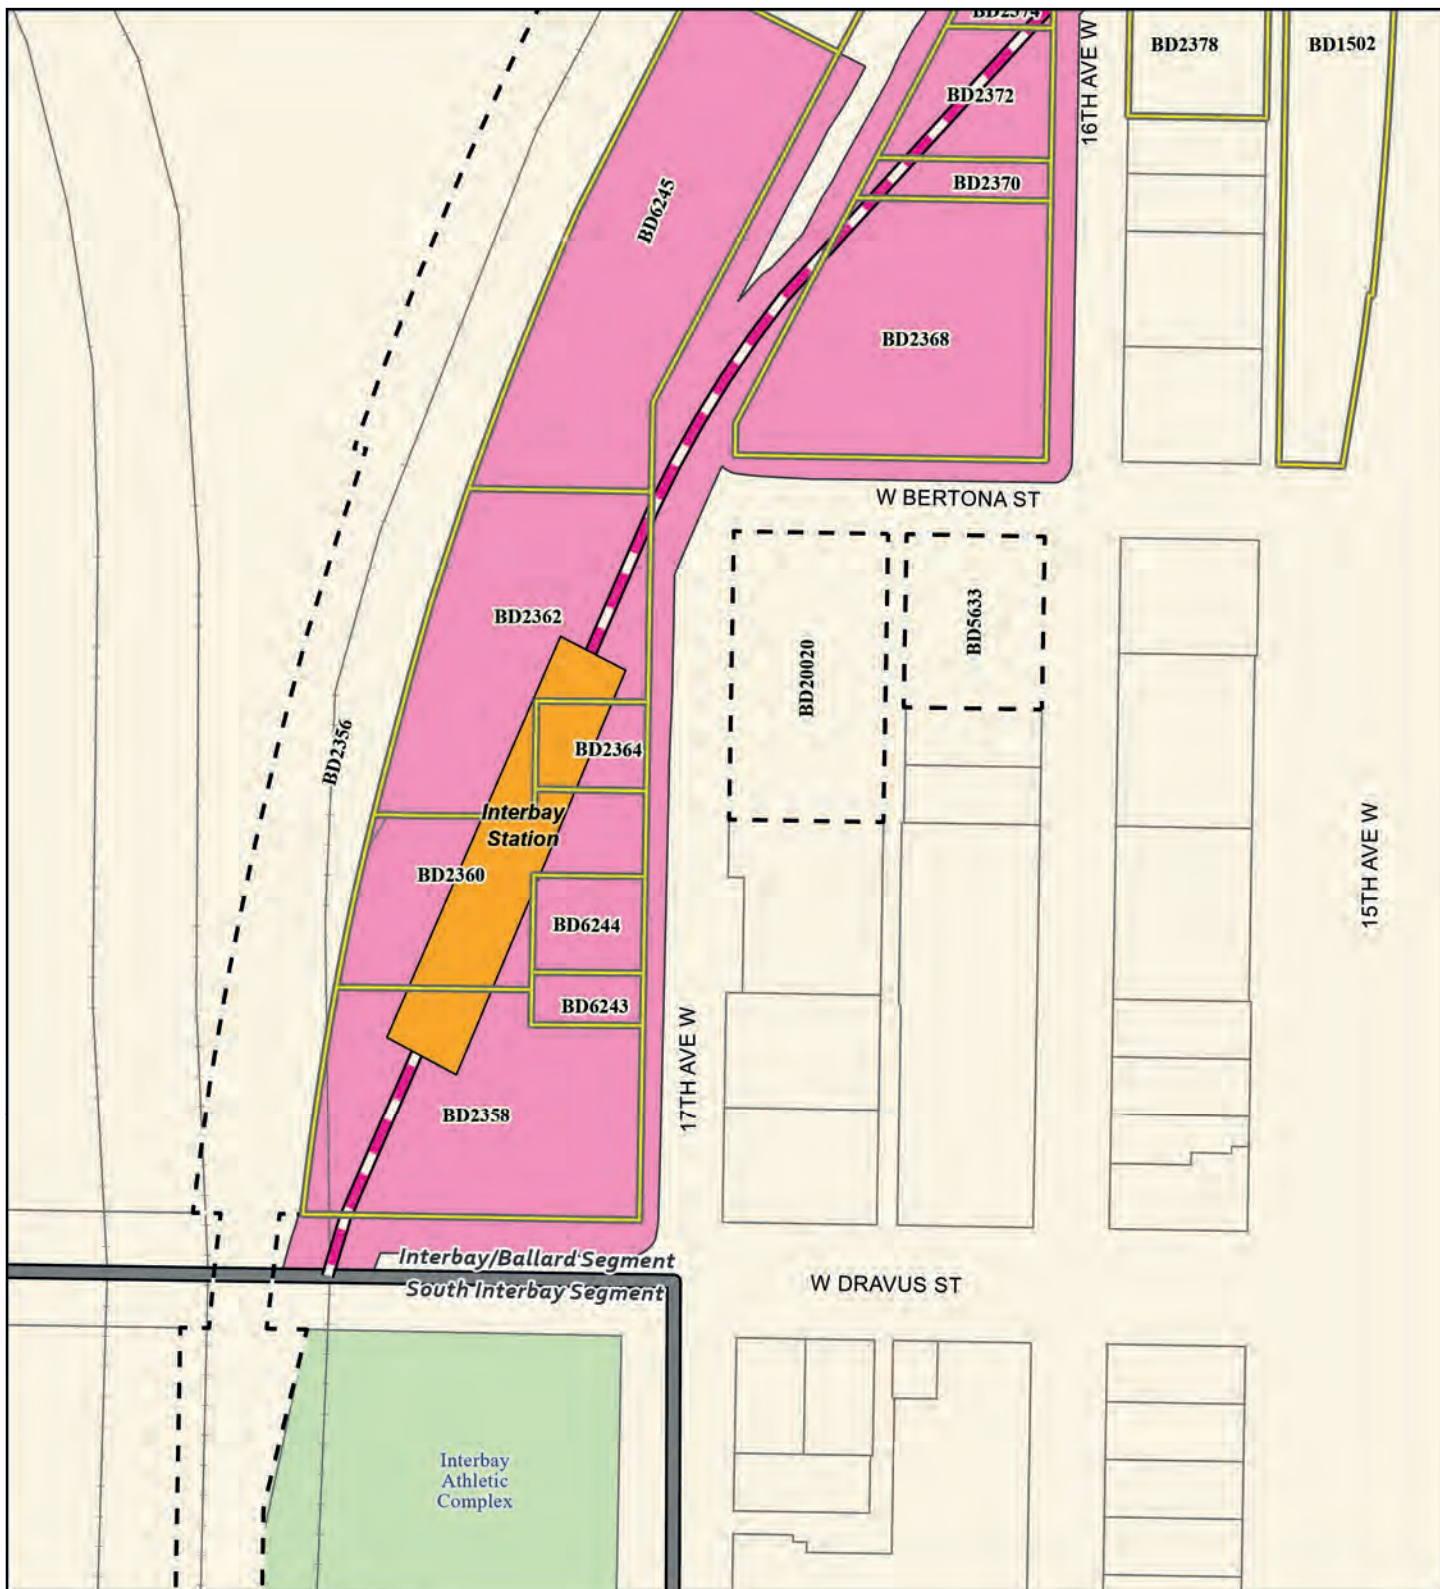 BD2374
BD2378
BD1502
16TH AVE W
BD2372
BD2370
BD6245
BD2368
W BERTONA ST
BD2362
BD5633
BD20020
BD2356
BD2364
Interbay
Station
BD2360
15TH AVE W
BD6244
BD6243
17TH AVE W
BD2358
Interbay/Ballard Segment
South Interbay Segment
W DRAVUS ST
Interbay
Athletic
Complex